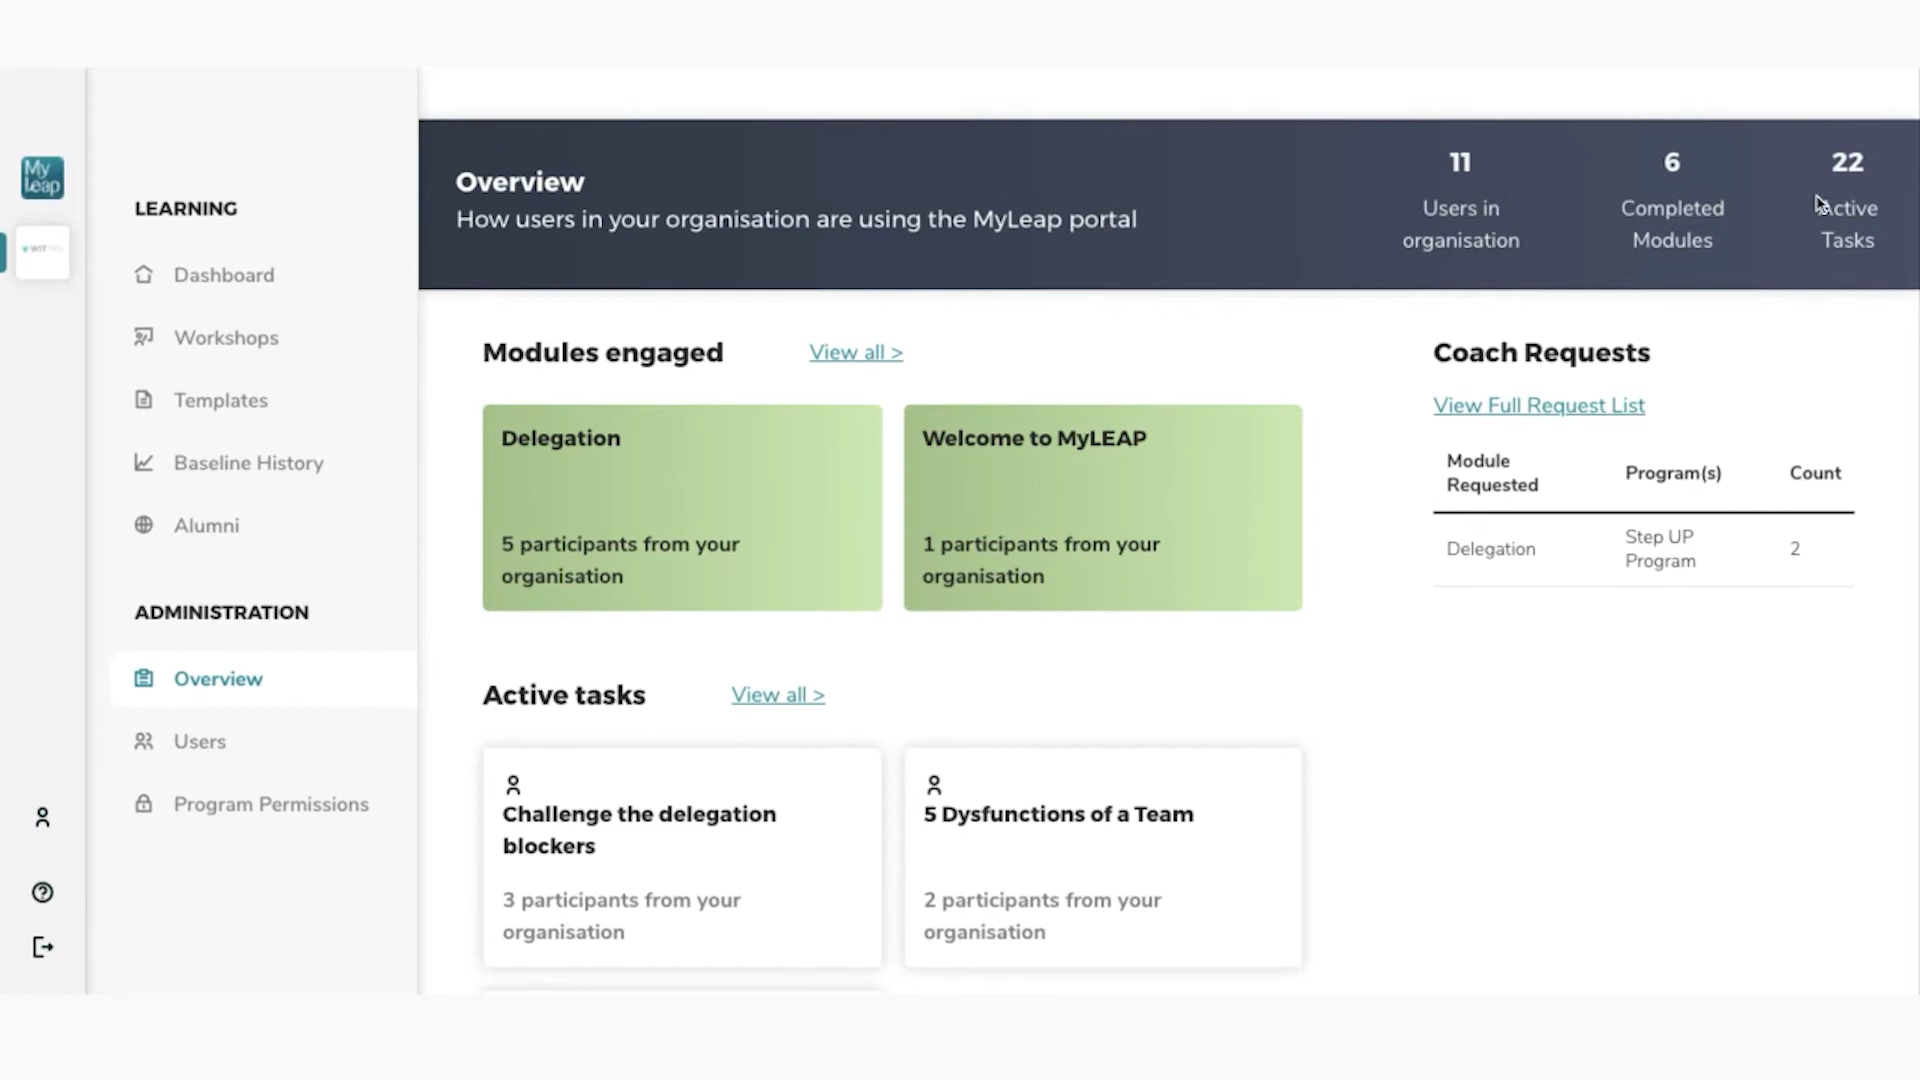 My
Leap
WIT
LEARNING
Dashboard
Workshops
Templates
Baseline History
Alumni
ADMINISTRATION
Overview
Users
Program Permissions
Overview
How users in your organisation are using the MyLeap portal
11
Users in
organisation
6
Completed
Modules
22
Active
Tasks
Modules engaged
View all >
Delegation
5 participants from your
organisation
Welcome to MyLEAP
1 participants from your
organisation
Active tasks
View all >
Challenge the delegation
blockers
3 participants from your
organisation
5 Dysfunctions of a Team
2 participants from your
organisation
Coach Requests
View Full Request List
Module
Requested
Program(s)
Count
Delegation
Step UP
Program
2